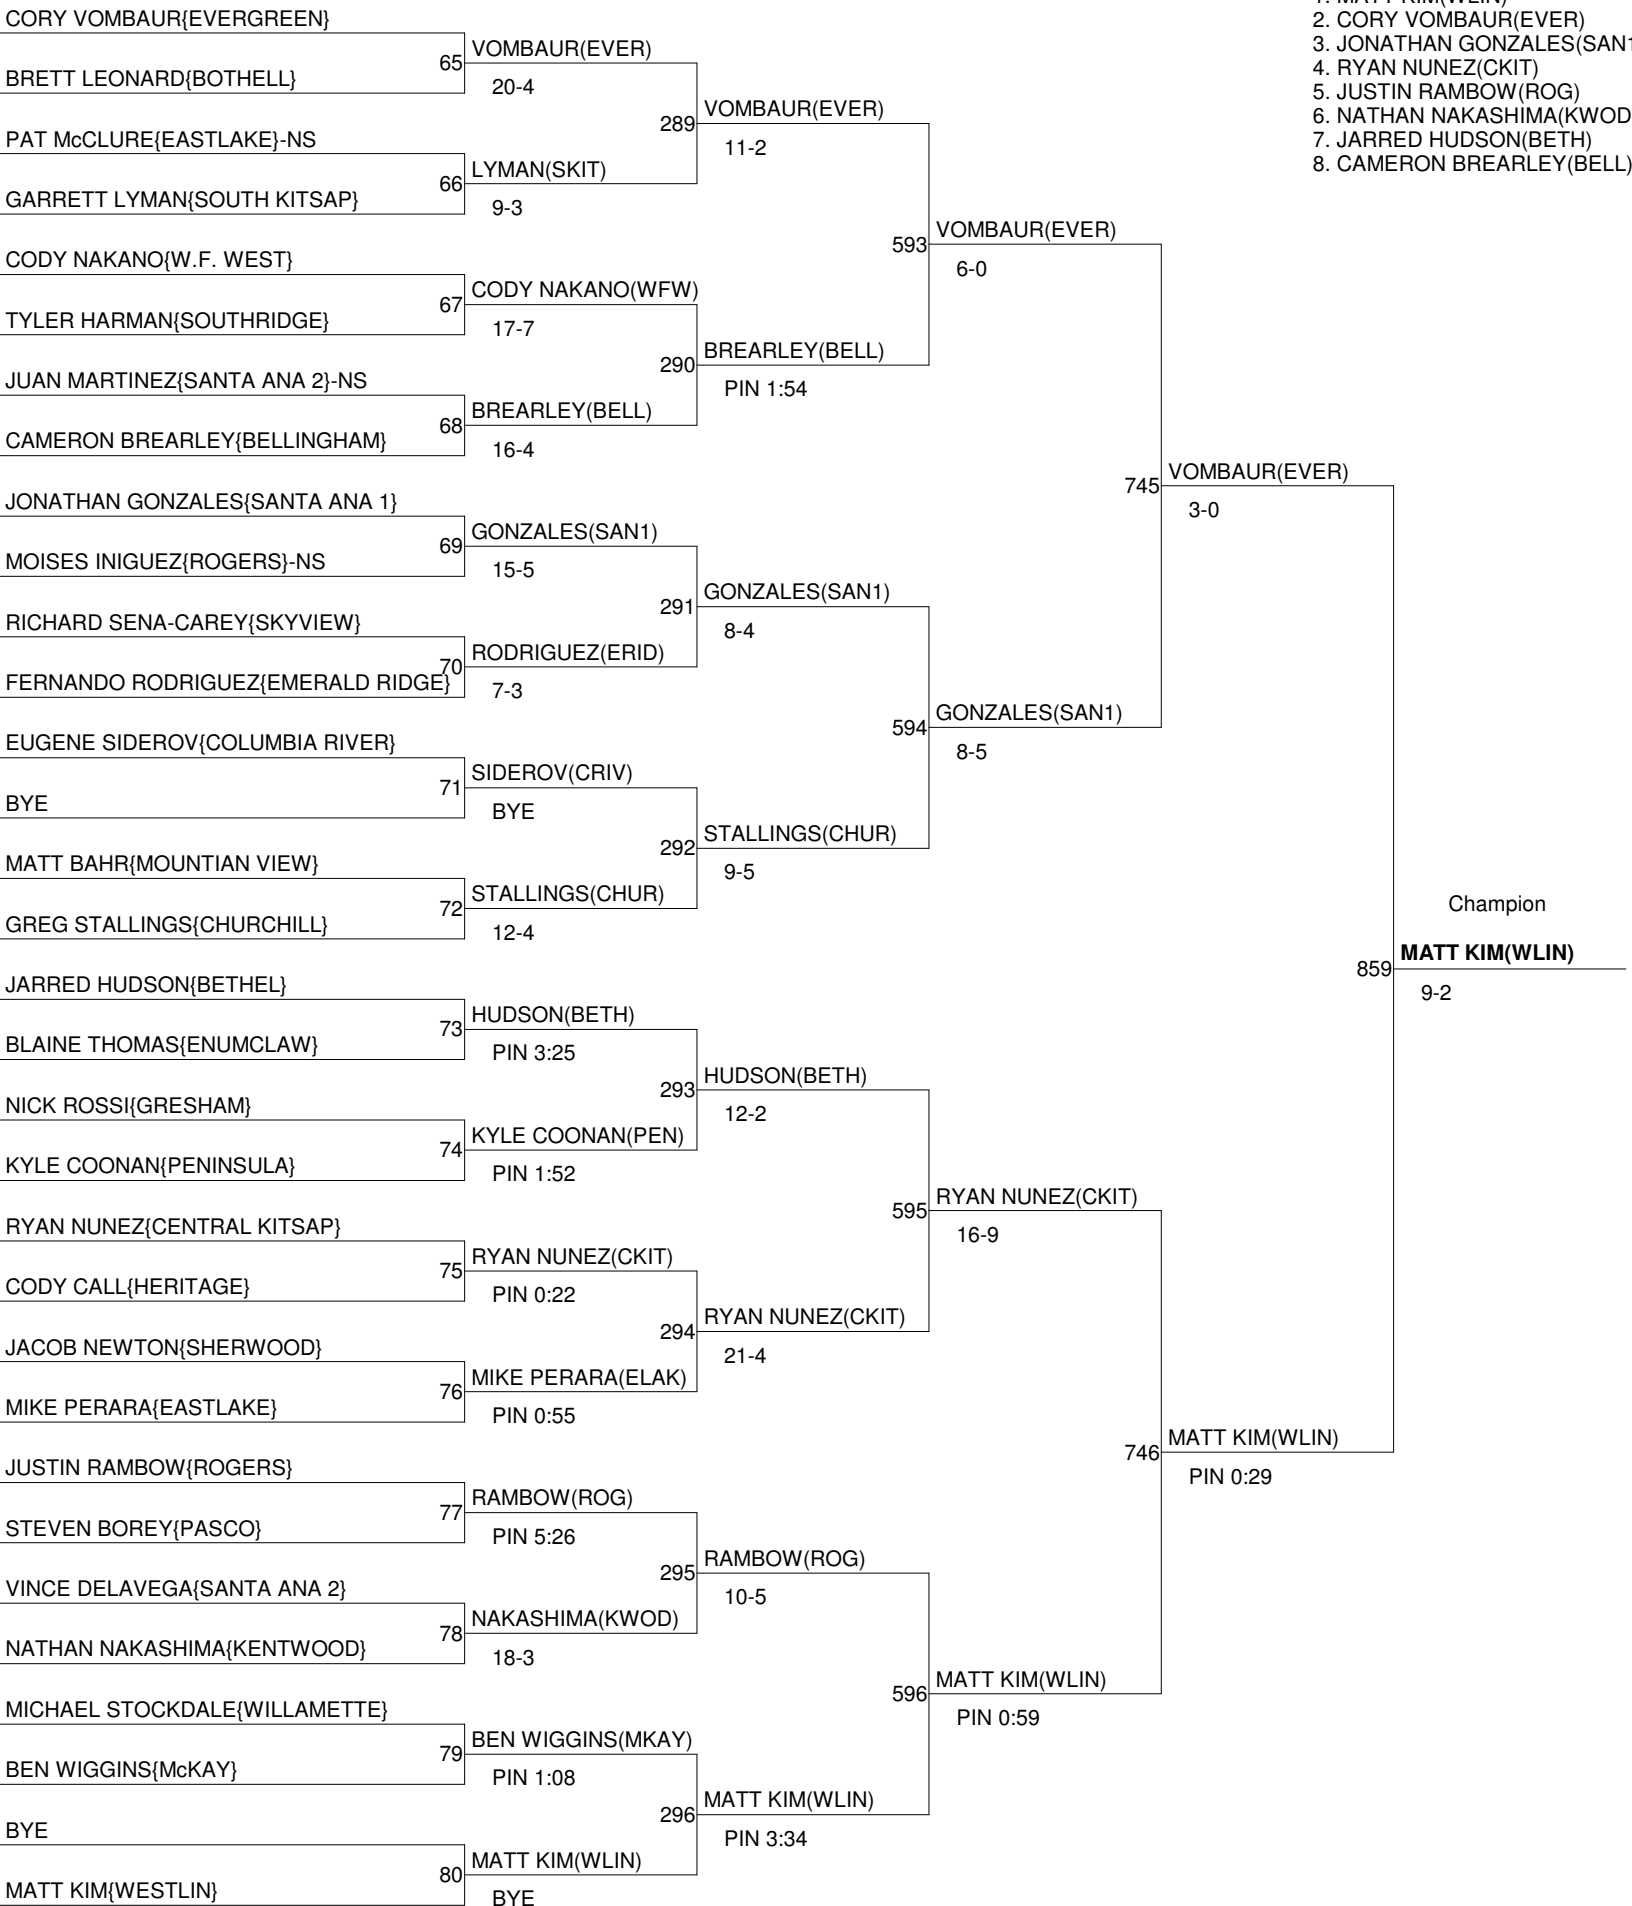 1. MATT KIM(WLIN)
2. CORY VOMBAUR(EVER)
3. JONATHAN GONZALES(SAN1
4. RYAN NUNEZ(CKIT)
5. JUSTIN RAMBOW(ROG)
6. NATHAN NAKASHIMA(KWOD
7. JARRED HUDSON(BETH)
8. CAMERON BREARLEY(BELL)
CORY VOMBAUR{EVERGREEN}
65
BRETT LEONARD{BOTHELL}
PAT McCLURE{EASTLAKE}-NS
66
GARRETT LYMAN{SOUTH KITSAP}
CODY NAKANO{W.F. WEST}
67
TYLER HARMAN{SOUTHRIDGE}
JUAN MARTINEZ{SANTA ANA 2}-NS
68
CAMERON BREARLEY{BELLINGHAM}
JONATHAN GONZALES{SANTA ANA 1}
69
MOISES INIGUEZ{ROGERS}-NS
RICHARD SENA-CAREY{SKYVIEW}
70
FERNANDO RODRIGUEZ{EMERALD RIDGE}
EUGENE SIDEROV{COLUMBIA RIVER}
71
BYE
MATT BAHR{MOUNTIAN VIEW}
72
GREG STALLINGS{CHURCHILL}
JARRED HUDSON{BETHEL}
73
BLAINE THOMAS{ENUMCLAW}
NICK ROSSI{GRESHAM}
74
KYLE COONAN{PENINSULA}
RYAN NUNEZ{CENTRAL KITSAP}
75
CODY CALL{HERITAGE}
JACOB NEWTON{SHERWOOD}
76
MIKE PERARA{EASTLAKE}
JUSTIN RAMBOW{ROGERS}
77
STEVEN BOREY{PASCO}
VINCE DELAVEGA{SANTA ANA 2}
78
NATHAN NAKASHIMA{KENTWOOD}
MICHAEL STOCKDALE{WILLAMETTE}
79
BEN WIGGINS{McKAY}
BYE
80
MATT KIM{WESTLIN}
VOMBAUR(EVER)
20-4
289
LYMAN(SKIT)
9-3
CODY NAKANO(WFW)
17-7
290
BREARLEY(BELL)
16-4
GONZALES(SAN1)
15-5
291
RODRIGUEZ(ERID)
7-3
SIDEROV(CRIV)
BYE
292
STALLINGS(CHUR)
12-4
HUDSON(BETH)
PIN 3:25
293
KYLE COONAN(PEN)
PIN 1:52
RYAN NUNEZ(CKIT)
PIN 0:22
294
MIKE PERARA(ELAK)
PIN 0:55
RAMBOW(ROG)
PIN 5:26
295
NAKASHIMA(KWOD)
18-3
BEN WIGGINS(MKAY)
PIN 1:08
296
MATT KIM(WLIN)
BYE
VOMBAUR(EVER)
11-2
593
BREARLEY(BELL)
PIN 1:54
GONZALES(SAN1)
8-4
594
STALLINGS(CHUR)
9-5
HUDSON(BETH)
12-2
595
RYAN NUNEZ(CKIT)
21-4
RAMBOW(ROG)
10-5
596
MATT KIM(WLIN)
PIN 3:34
VOMBAUR(EVER)
6-0
745
GONZALES(SAN1)
8-5
RYAN NUNEZ(CKIT)
16-9
746
MATT KIM(WLIN)
PIN 0:59
VOMBAUR(EVER)
3-0
859
MATT KIM(WLIN)
PIN 0:29
Champion
MATT KIM(WLIN)
9-2